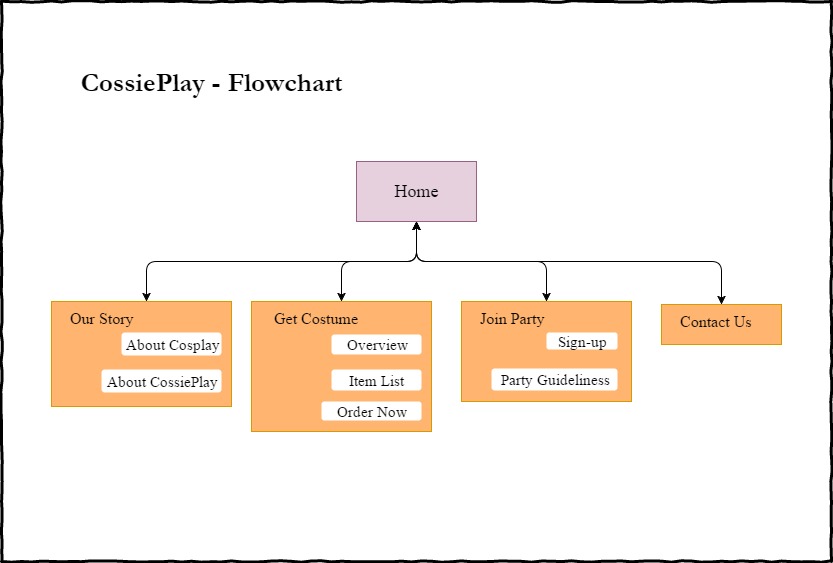 CossiePlay - Flowchart
Home
Our Story
About Cosplay
About CossiePlay
Get Costume
Overview
Item List
Order Now
Join Party
Sign-up
Party Guideliness
Contact Us